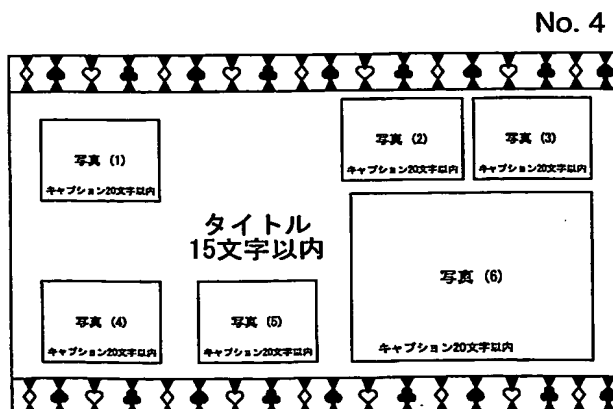 No. 4
写真 (1)
キャプション20文字以内
写真 (2)
キャプション20文字以内
写真 (3)
キャプション20文字以内
タイトル
15文字以内
写真 (4)
キャプション20文字以内
写真 (5)
キャプション20文字以内
写真 (6)
キャプション20文字以内